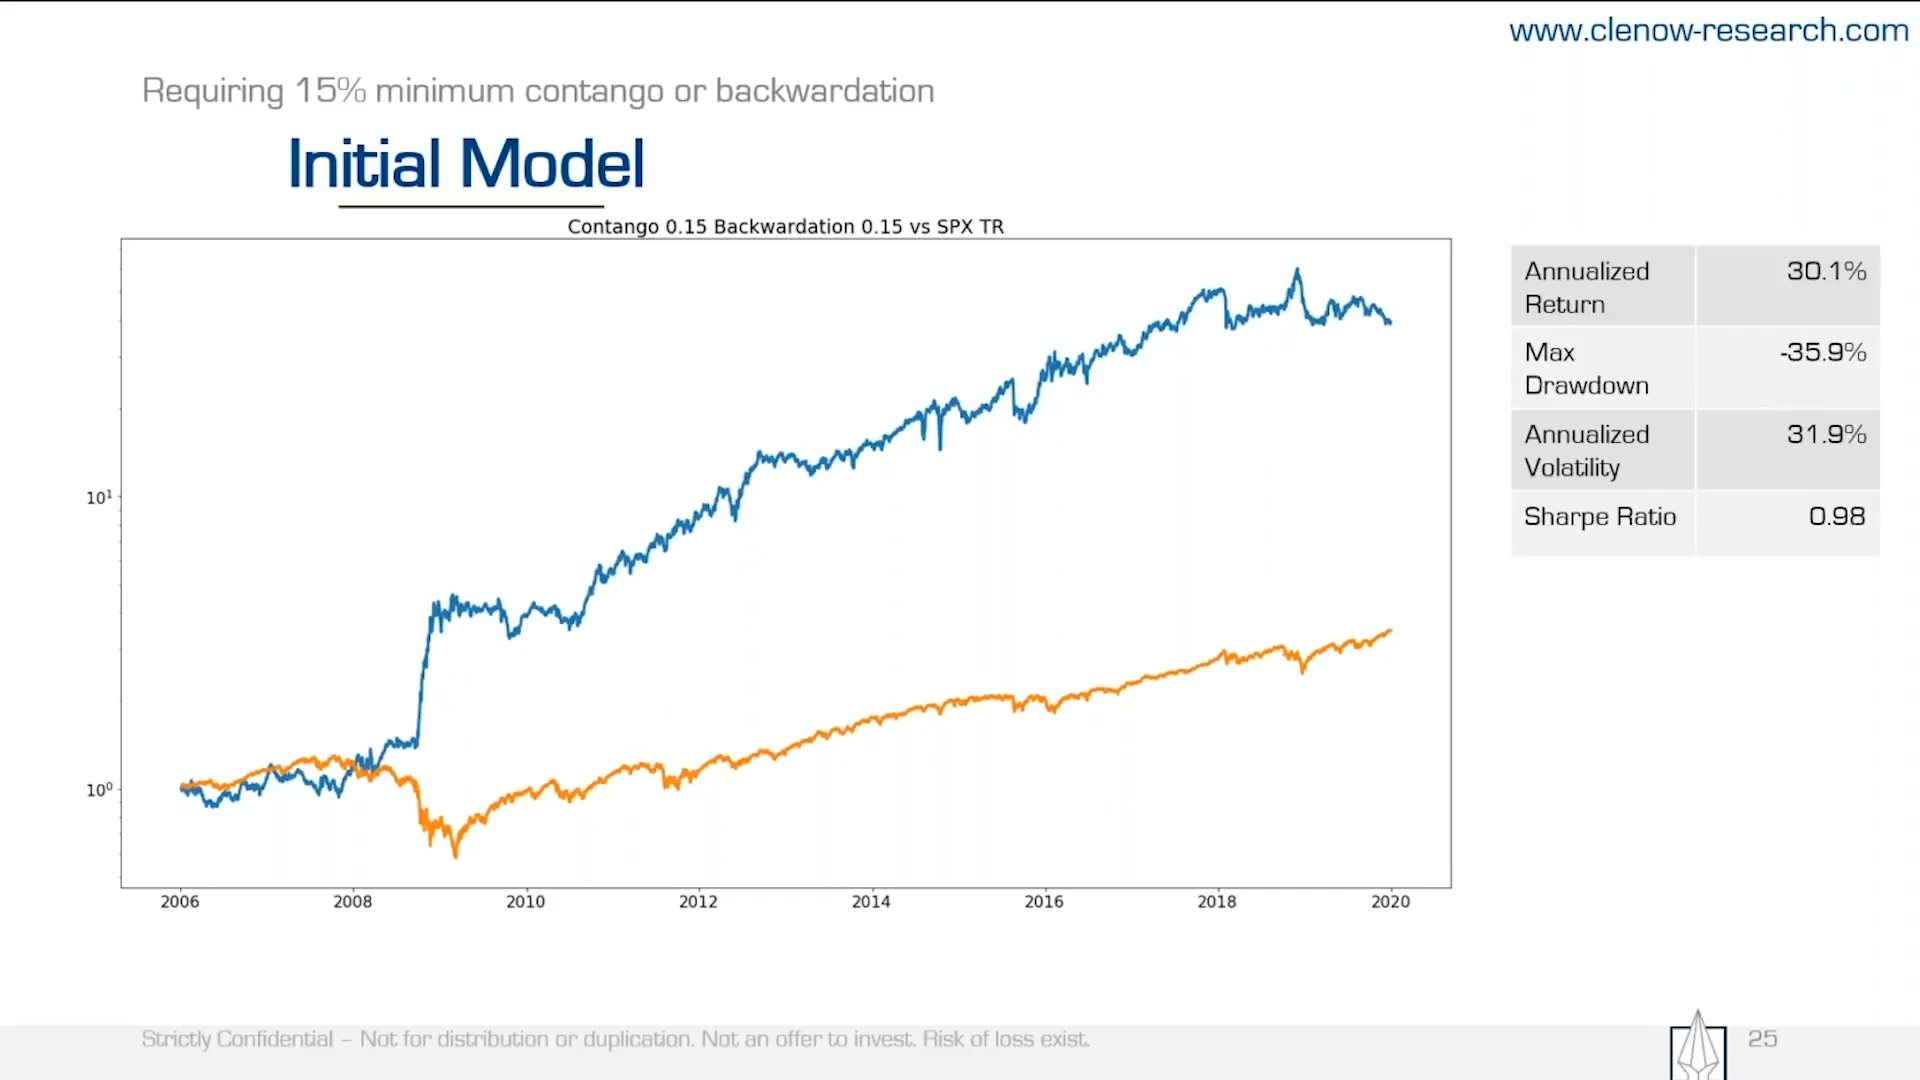 www.clenow-research.com
Requiring 15% minimum contango or backwardation
Initial Model
Contango 0.15 Backwardation 0.15 vs SPX TR
10¹
10⁰
2006 2008 2010 2012 2014 2016 2018 2020
Annualized Return 30.1%
Max Drawdown -35.9%
Annualized Volatility 31.9%
Sharpe Ratio 0.98
Strictly Confidential – Not for distribution or duplication. Not an offer to invest. Risk of loss exist.
25